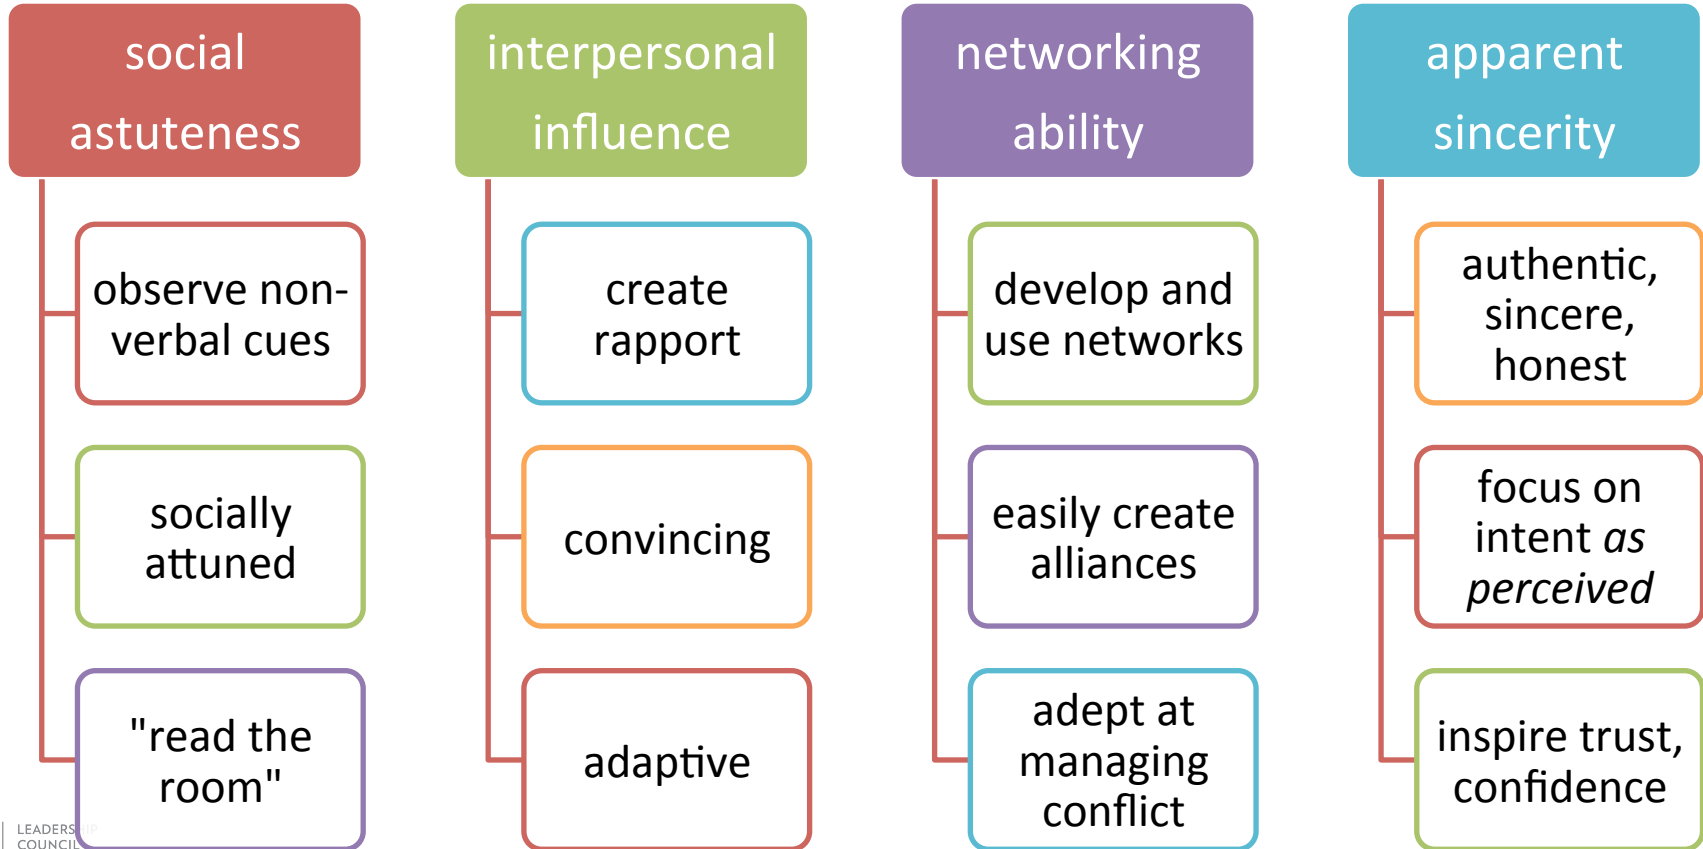 social
astuteness
observe non-
verbal cues
socially
attuned
"read the
room"
interpersonal
influence
create
rapport
convincing
adaptive
networking
ability
develop and
use networks
easily create
alliances
adept at
managing
conflict
apparent
sincerity
authentic,
sincere,
honest
focus on
intent as
perceived
inspire trust,
confidence
LEADERSHIP
COUNCIL